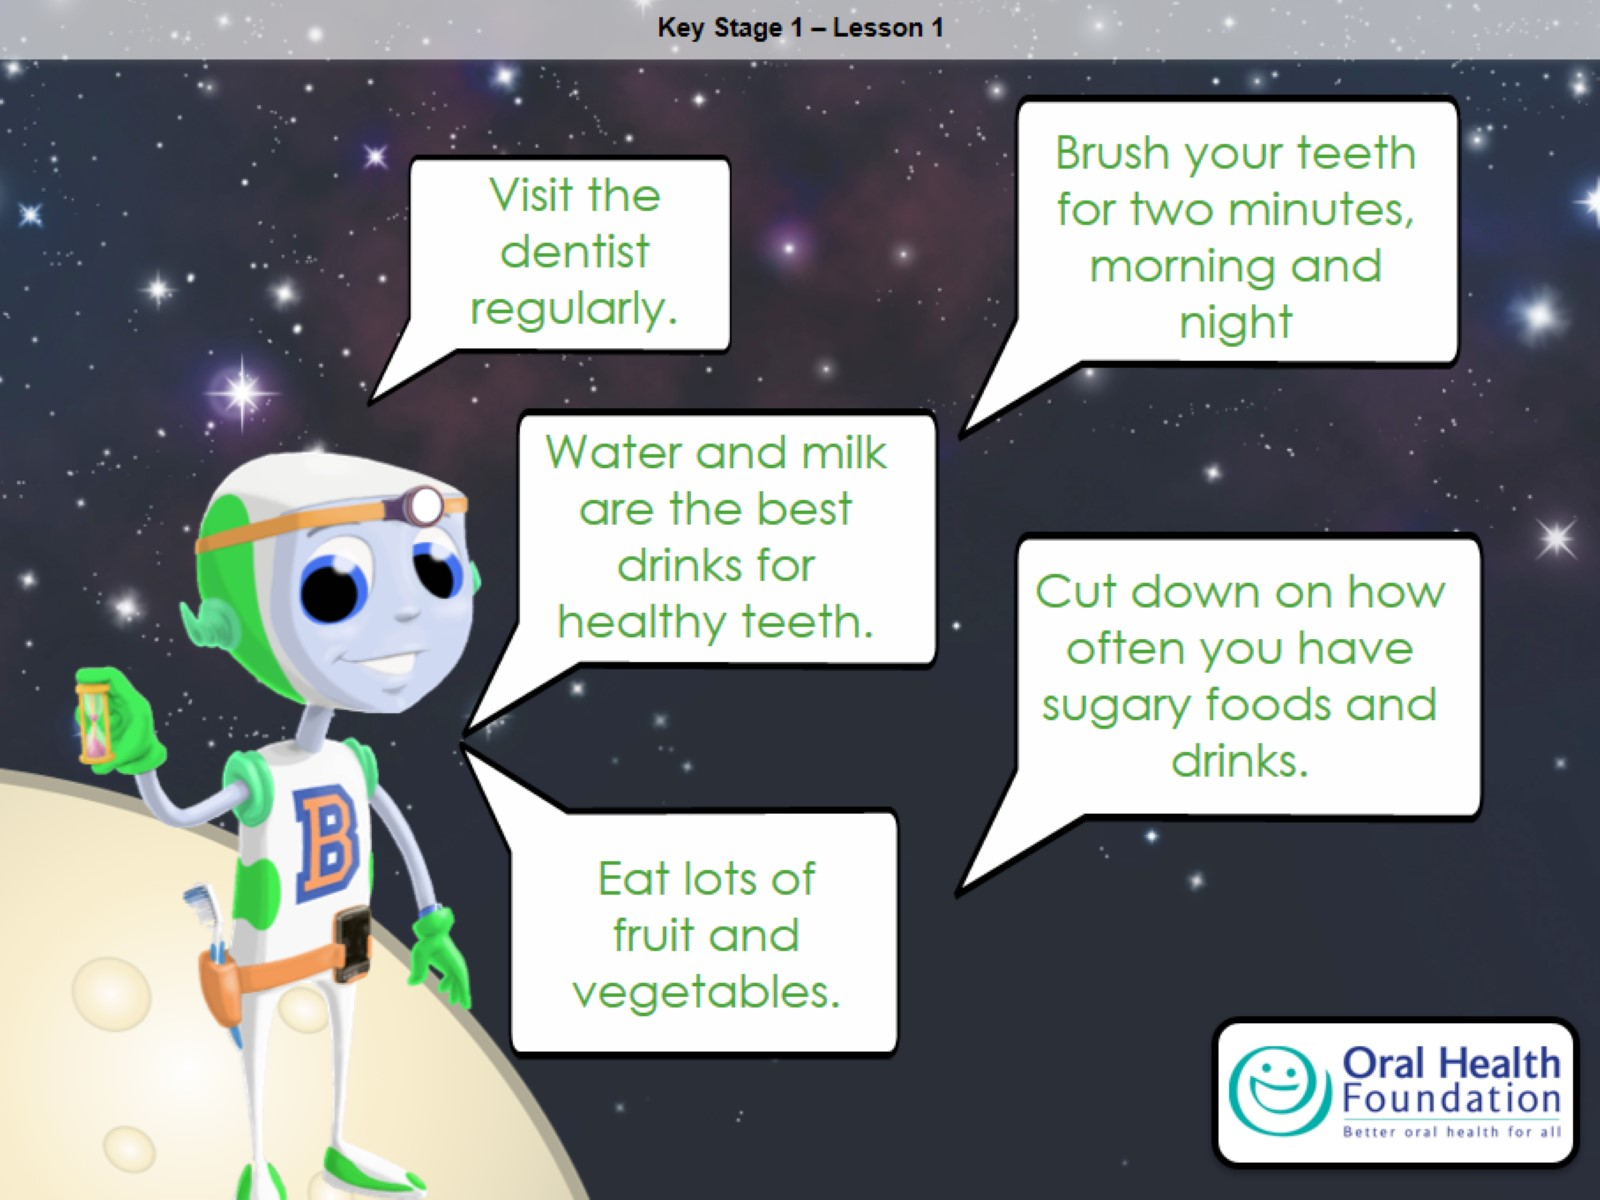 Key Stage 1 – Lesson 1
Visit the
dentist
regularly.
Brush your teeth
for two minutes,
morning and
night
Water and milk
are the best
drinks for
healthy teeth.
Cut down on how
often you have
sugary foods and
drinks.
Eat lots of
fruit and
vegetables.
B
Oral Health
Foundation
Better oral health for all